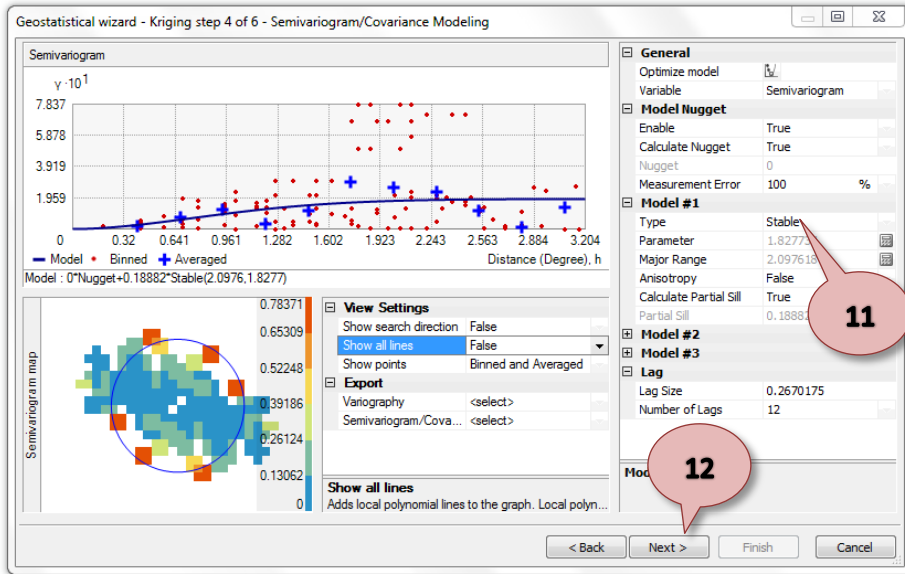 Geostatistical wizard - Kriging step 4 of 6 - Semivariogram/Covariance Modeling
Semivariogram
γ·10¹
7.837
5.878
3.919
1.959
0 0.32 0.641 0.961 1.282 1.602 1.923 2.243 2.563 2.884 3.204
Model Binned Averaged Distance (Degree), h
Model : 0*Nugget+0.18882*Stable(2.0976,1.8277)
Semivariogram map
0.78371
0.65309
0.52248
0.39186
0.26124
0.13062
0
View Settings
Show search direction False
Show all lines False
Show points Binned and Averaged
Export
Variography <select>
Semivariogram/Cova... <select>
Show all lines
Adds local polynomial lines to the graph. Local polyn...
General
Optimize model
Variable Semivariogram
Model Nugget
Enable True
Calculate Nugget True
Nugget 0
Measurement Error 100 %
Model #1
Type Stable
Parameter 1.8277
Major Range 2.09761
Anisotropy False
Calculate Partial Sill True
Partial Sill 0.18882
Model #2
Model #3
Lag
Lag Size 0.2670175
Number of Lags 12
11
12
< Back Next > Finish Cancel